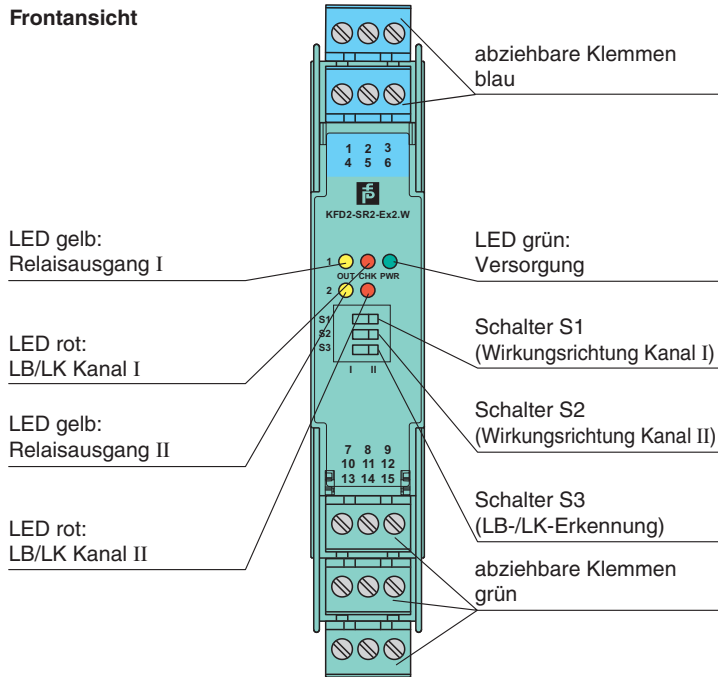 Frontansicht
abziehbare Klemmen
blau
1 2 3
4 5 6
KFD2-SR2-Ex2.W
LED gelb:
Relaisausgang I
LED grün:
Versorgung
1
OUT CHK PWR
2
LED rot:
LB/LK Kanal I
S1
S2
S3
I II
Schalter S1
(Wirkungsrichtung Kanal I)
LED gelb:
Relaisausgang II
Schalter S2
(Wirkungsrichtung Kanal II)
7 8 9
10 11 12
13 14 15
LED rot:
LB/LK Kanal II
Schalter S3
(LB-/LK-Erkennung)
abziehbare Klemmen
grün